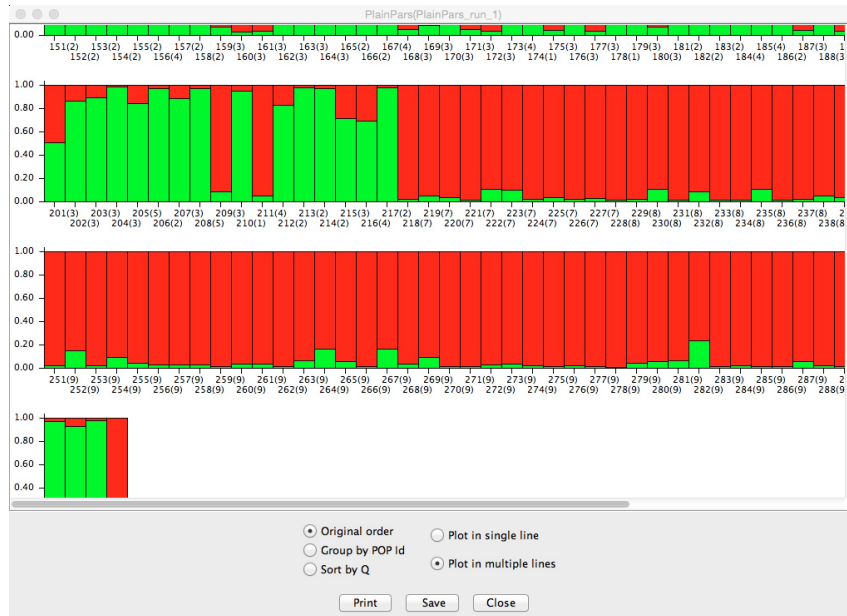 PlainPars(PlainPars_run_1)
0.00
151(2) 153(2) 155(2) 157(2) 159(3) 161(3) 163(3) 165(3) 167(4) 169(3) 171(3) 173(4) 175(3) 177(3) 179(3) 181(2) 183(2) 185(4) 187(3) 1
152(2) 154(2) 156(4) 158(2) 160(3) 162(3) 164(3) 166(2) 168(3) 170(3) 172(3) 174(1) 176(3) 178(1) 180(3) 182(2) 184(4) 186(2) 188(3
1.00
0.80
0.60
0.40
0.20
0.00
201(3) 203(3) 205(5) 207(3) 209(3) 211(4) 213(2) 215(3) 217(2) 219(7) 221(7) 223(7) 225(7) 227(7) 229(8) 231(8) 233(8) 235(8) 237(8) 2
202(3) 204(3) 206(2) 208(5) 210(1) 212(2) 214(2) 216(4) 218(7) 220(7) 222(7) 224(7) 226(7) 228(8) 230(8) 232(8) 234(8) 236(8) 238(8
1.00
0.80
0.60
0.40
0.20
0.00
251(9) 253(9) 255(9) 257(9) 259(9) 261(9) 263(9) 265(9) 267(9) 269(9) 271(9) 273(9) 275(9) 277(9) 279(9) 281(9) 283(9) 285(9) 287(9) 2
252(9) 254(9) 256(9) 258(9) 260(9) 262(9) 264(9) 266(9) 268(9) 270(9) 272(9) 274(9) 276(9) 278(9) 280(9) 282(9) 284(9) 286(9) 288(9
1.00
0.80
0.60
0.40
Original order
Group by POP Id
Sort by Q
Plot in single line
Plot in multiple lines
Print Save Close